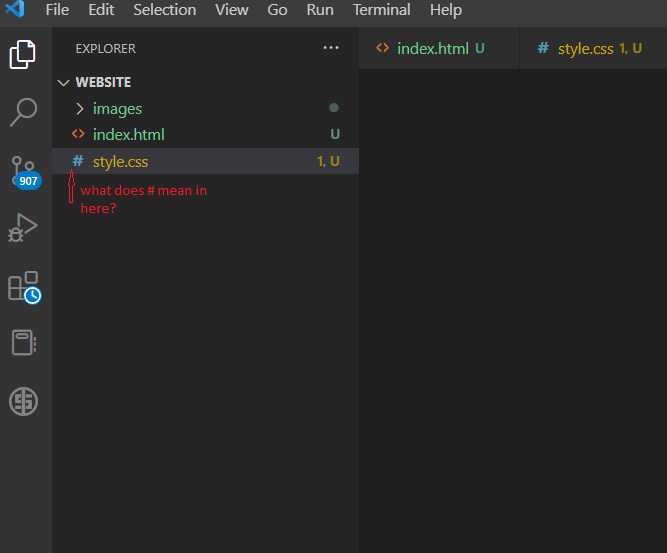 File Edit Selection View Go Run Terminal Help
EXPLORER ···
<> index.html U # style.css 1, U
WEBSITE
images
<> index.html U
# style.css 1, U
907
what does # mean in
here?